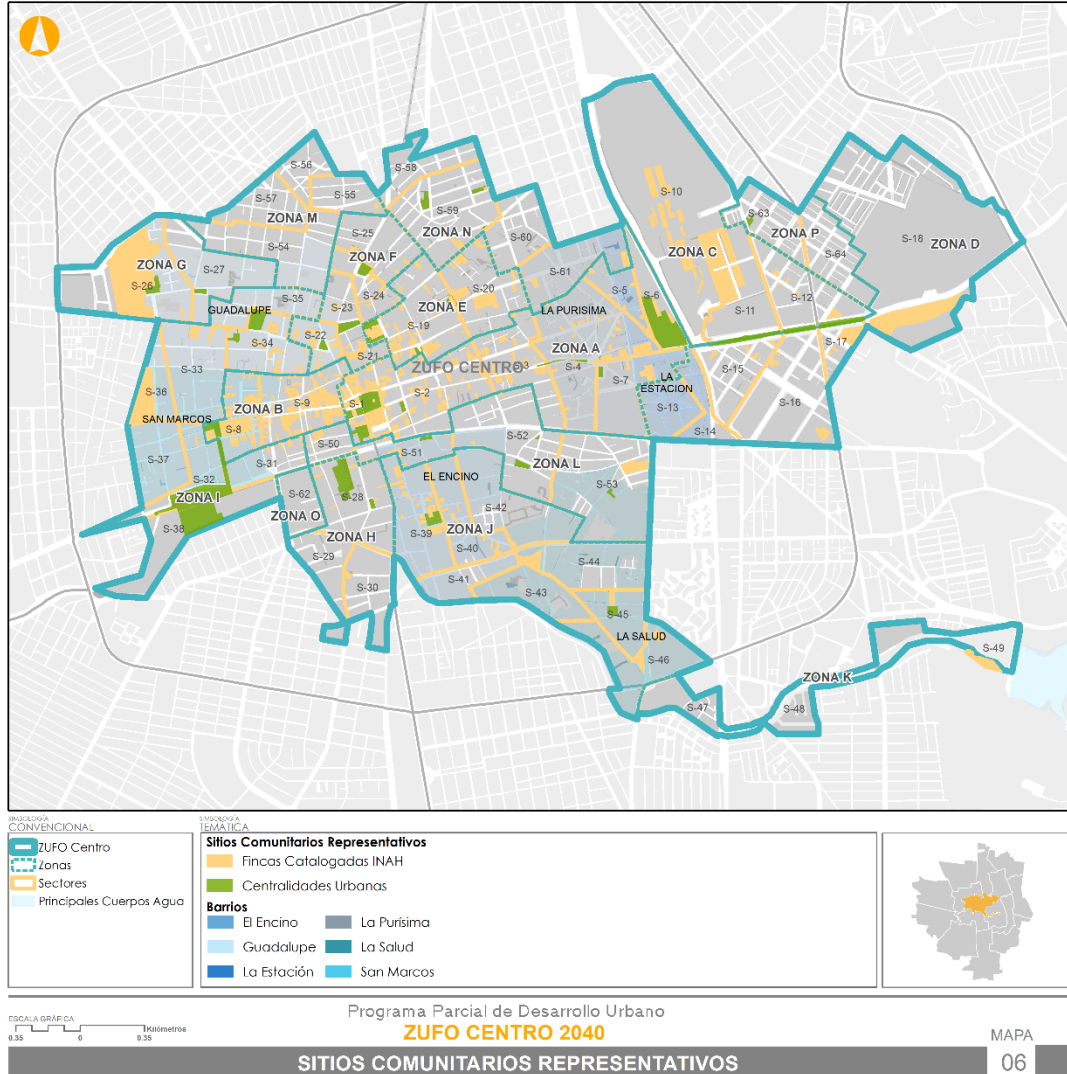 S-56
S-58
S-57
S-55
S-10
ZONA M
S-59
S-63
S-25
ZONA N
ZONA P
S-18
ZONA D
S-54
S-60
S-64
ZONA G
ZONA F
ZONA C
S-27
S-61
S-26
S-24
S-20
S-5
S-6
S-12
S-35
S-23
ZONA E
GUADALUPE
LA PURISIMA
S-11
S-22
S-19
S-34
S-17
S-21
ZONA A
S-33
ZUFO CENTRO
S-4
S-15
S-7
LA
ESTACION
S-36
S-2
S-9
S-1
S-16
ZONA B
S-13
SAN MARCOS
S-8
S-14
S-50
S-52
S-51
S-37
S-31
ZONA L
EL ENCINO
S-32
S-62
S-53
ZONA I
S-28
S-42
ZONA O
S-38
ZONA J
S-39
ZONA H
S-40
S-29
S-44
S-41
S-30
S-43
S-45
LA SALUD
S-49
S-46
ZONA K
S-47
S-48
SIMBOLOGÍA
CONVENCIONAL
ZUFO Centro
Zonas
Sectores
Principales Cuerpos Agua
SIMBOLOGÍA
TEMÁTICA
Sitios Comunitarios Representativos
Fincas Catalogadas INAH
Centralidades Urbanas
Barrios
El Encino
La Purísima
Guadalupe
La Salud
La Estación
San Marcos
ESCALA GRÁFICA
Kilómetros
0.35 0 0.35
Programa Parcial de Desarrollo Urbano
ZUFO CENTRO 2040
MAPA
SITIOS COMUNITARIOS REPRESENTATIVOS
06